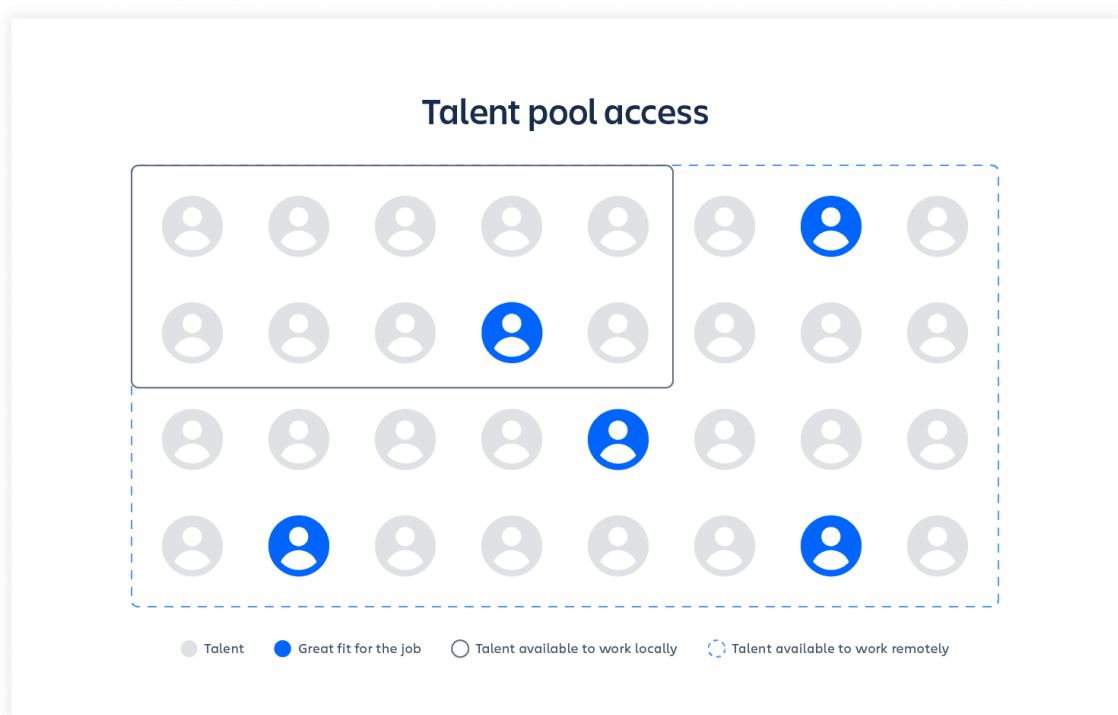 Talent pool access
Talent
Great fit for the job
Talent available to work locally
Talent available to work remotely